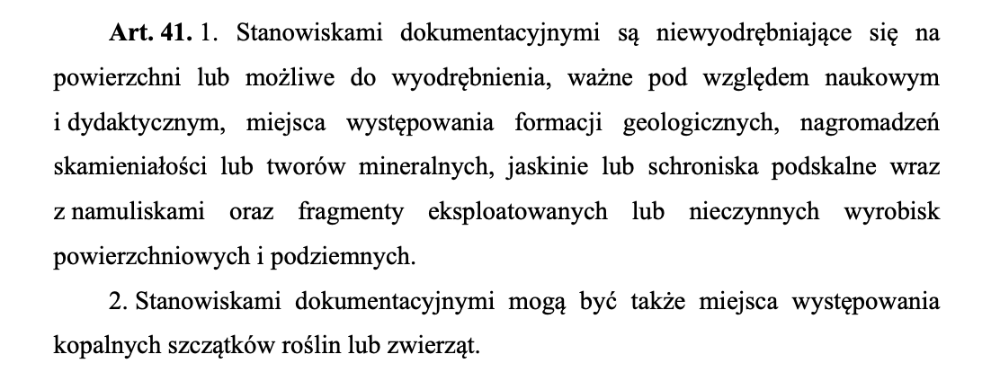 Art. 41. 1. Stanowiskami dokumentacyjnymi są niewyodrębniające się na
powierzchni lub możliwe do wyodrębnienia, ważne pod względem naukowym
i dydaktycznym, miejsca występowania formacji geologicznych, nagromadzeń
skamieniałości lub tworów mineralnych, jaskinie lub schroniska podskalne wraz
z namuliskami oraz fragmenty eksploatowanych lub nieczynnych wyrobisk
powierzchniowych i podziemnych.
2. Stanowiskami dokumentacyjnymi mogą być także miejsca występowania
kopalnych szczątków roślin lub zwierząt.